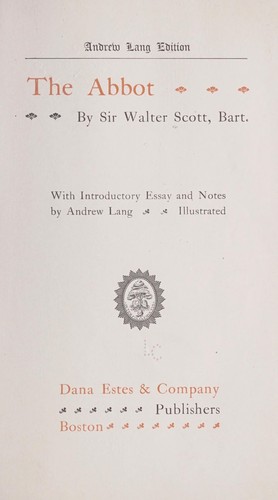 Andrew Lang Edition
The Abbot
By Sir Walter Scott, Bart.
With Introductory Essay and Notes
by Andrew Lang Illustrated
Dana Estes & Company
Publishers
Boston